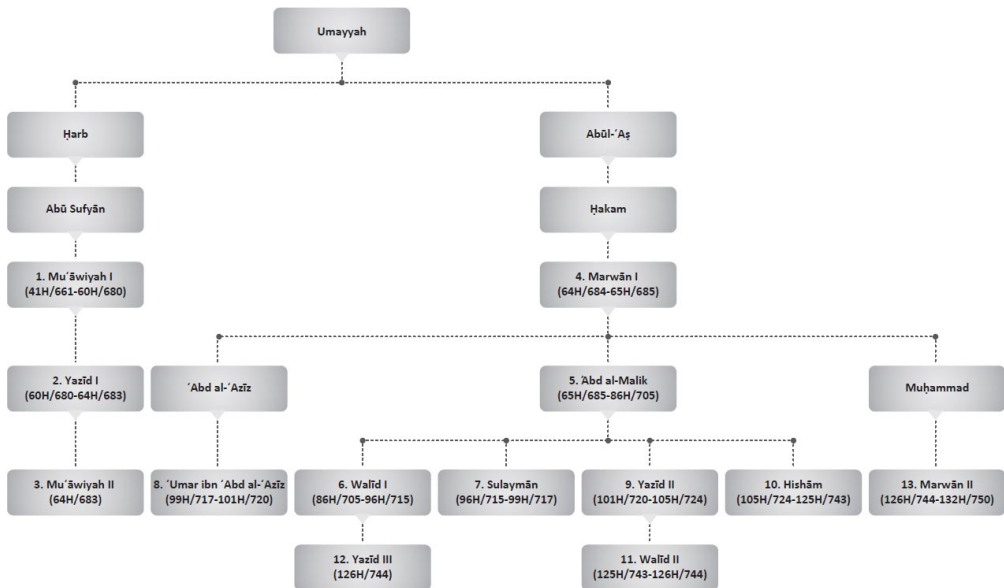 Umayyah
Ḥarb
Abūl-ʿAṣ
Abū Sufyān
Ḥakam
1. Muʿāwiyah I
(41H/661-60H/680)
4. Marwān I
(64H/684-65H/685)
2. Yazīd I
(60H/680-64H/683)
ʿAbd al-ʿAzīz
5. ʿAbd al-Malik
(65H/685-86H/705)
Muḥammad
3. Muʿāwiyah II
(64H/683)
8. ʿUmar ibn ʿAbd al-ʿAzīz
(99H/717-101H/720)
6. Walīd I
(86H/705-96H/715)
7. Sulaymān
(96H/715-99H/717)
9. Yazīd II
(101H/720-105H/724)
10. Hishām
(105H/724-125H/743)
13. Marwān II
(126H/744-132H/750)
12. Yazīd III
(126H/744)
11. Walīd II
(125H/743-126H/744)